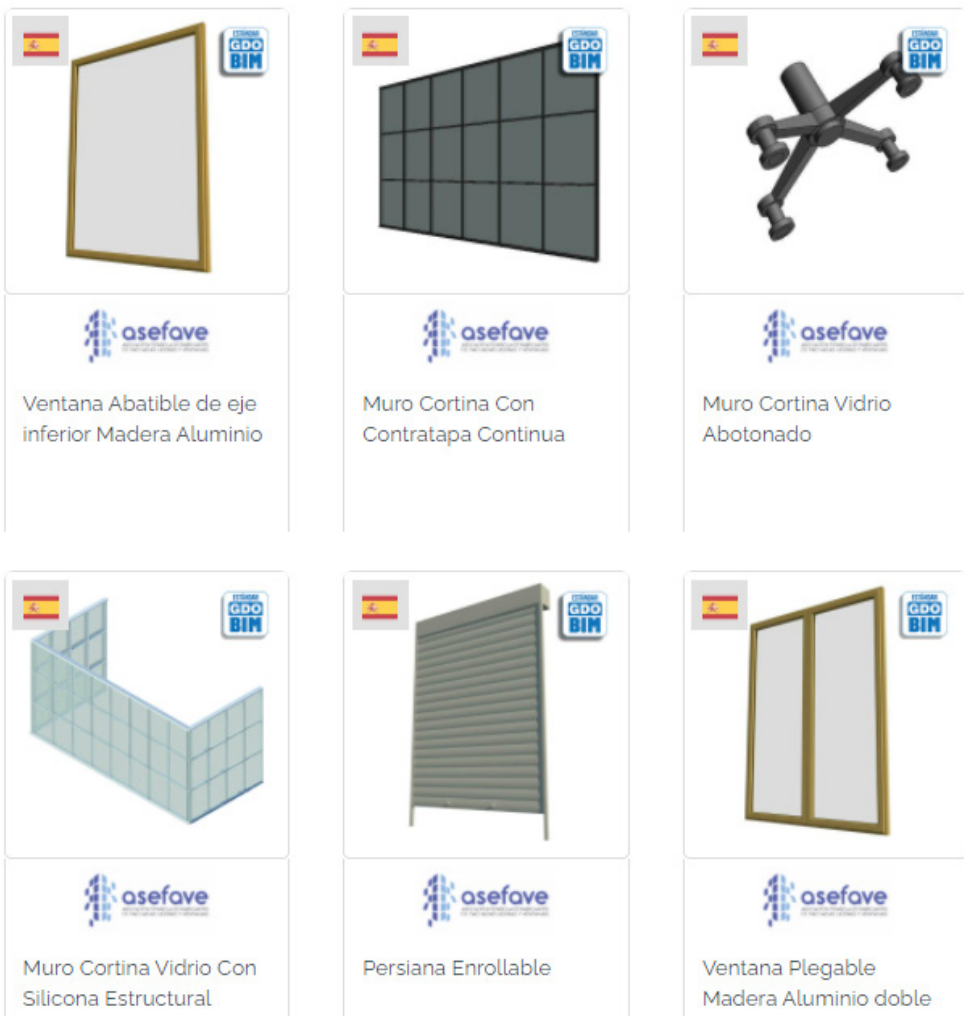 ESTÁNDAR
GDO
BIM
ESTÁNDAR
GDO
BIM
ESTÁNDAR
GDO
BIM
asefave
asefave
asefave
Ventana Abatible de eje
inferior Madera Aluminio
Muro Cortina Con
Contratapa Continua
Muro Cortina Vidrio
Abotonado
ESTÁNDAR
GDO
BIM
ESTÁNDAR
GDO
BIM
ESTÁNDAR
GDO
BIM
asefave
asefave
asefave
Muro Cortina Vidrio Con
Silicona Estructural
Persiana Enrollable
Ventana Plegable
Madera Aluminio doble